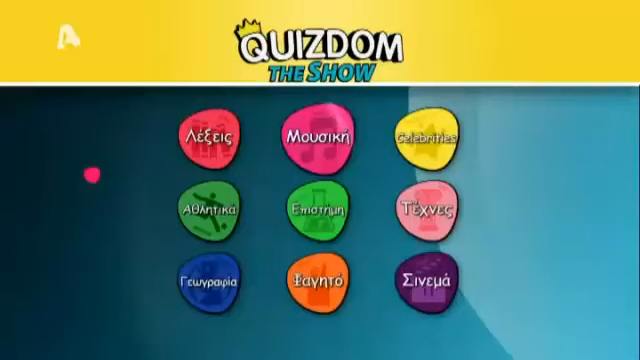 QUIZDOM
THE SHOW
Λέξεις
Μουσική
Celebrities
Αθλητικά
Επιστήμη
Τέχνες
Γεωγραφία
Φαγητό
Σινεμά